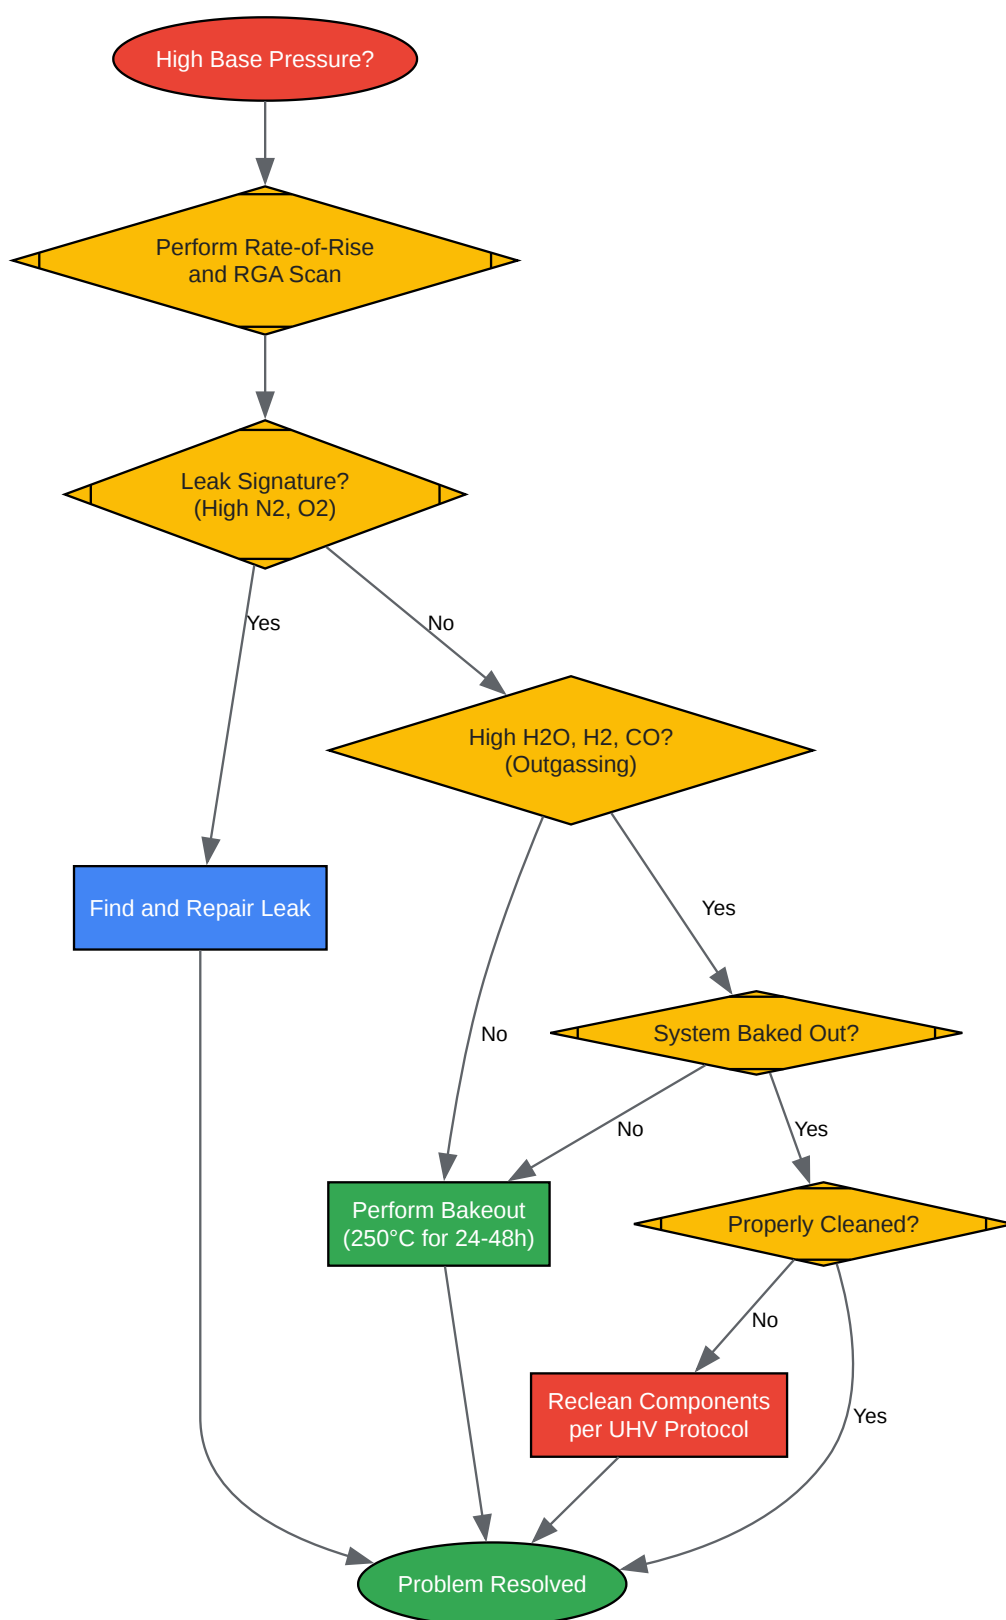 High Base Pressure?
Perform Rate-of-Rise
and RGA Scan
Leak Signature?
(High N2, O2)
Yes
No
High H2O, H2, CO?
(Outgassing)
Find and Repair Leak
Yes
No
System Baked Out?
No
Yes
Perform Bakeout
(250°C for 24-48h)
Properly Cleaned?
No
Reclean Components
per UHV Protocol
Yes
Problem Resolved